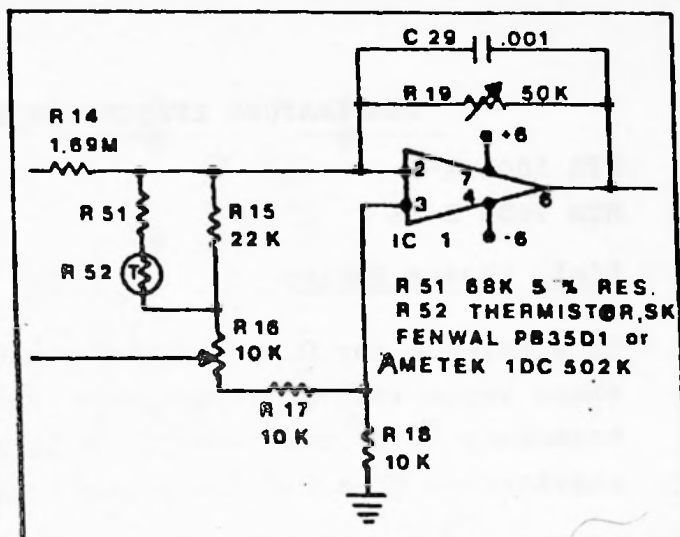 C 29 .001
R 19 50K
R 14
1.69M
+6
2 7
3 4 6
R 51
R 15
22 K
IC 1
-6
R 52 T
R 51 68K 5 % RES.
R 52 THERMISTOR, 5K
FENWAL PB35D1 or
AMETEK 1DC 502K
R 16
10K
R 17
10 K
R 18
10 K